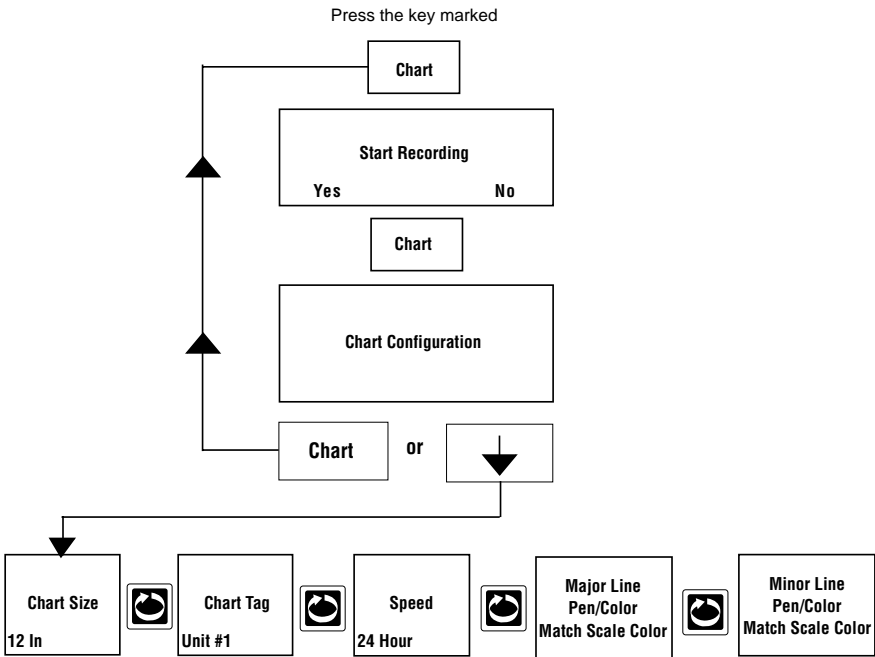 Press the key marked
Chart
Start Recording
Yes No
Chart
Chart Configuration
Chart or
Chart Size
12 In
Chart Tag
Unit #1
Speed
24 Hour
Major Line
Pen/Color
Match Scale Color
Minor Line
Pen/Color
Match Scale Color